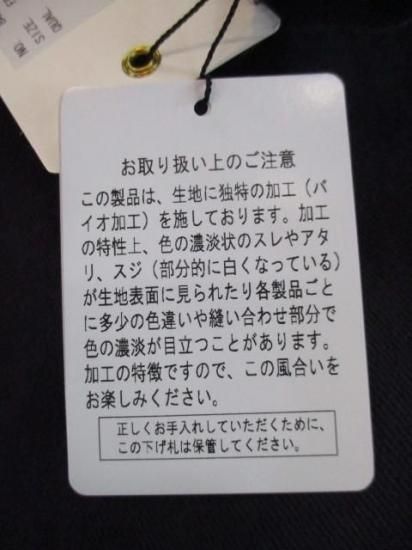 NO.
SIZE
QUAL
お取り扱い上のご注意
この製品は、生地に独特の加工（バ
イオ加工）を施しております。加工
の特性上、色の濃淡状のスレやアタ
リ、スジ（部分的に白くなっている）
が生地表面に見られたり各製品ごと
に多少の色違いや縫い合わせ部分で
色の濃淡が目立つことがあります。
加工の特徴ですので、この風合いを
お楽しみください。
正しくお手入れしていただくために、
この下げ札は保管してください。